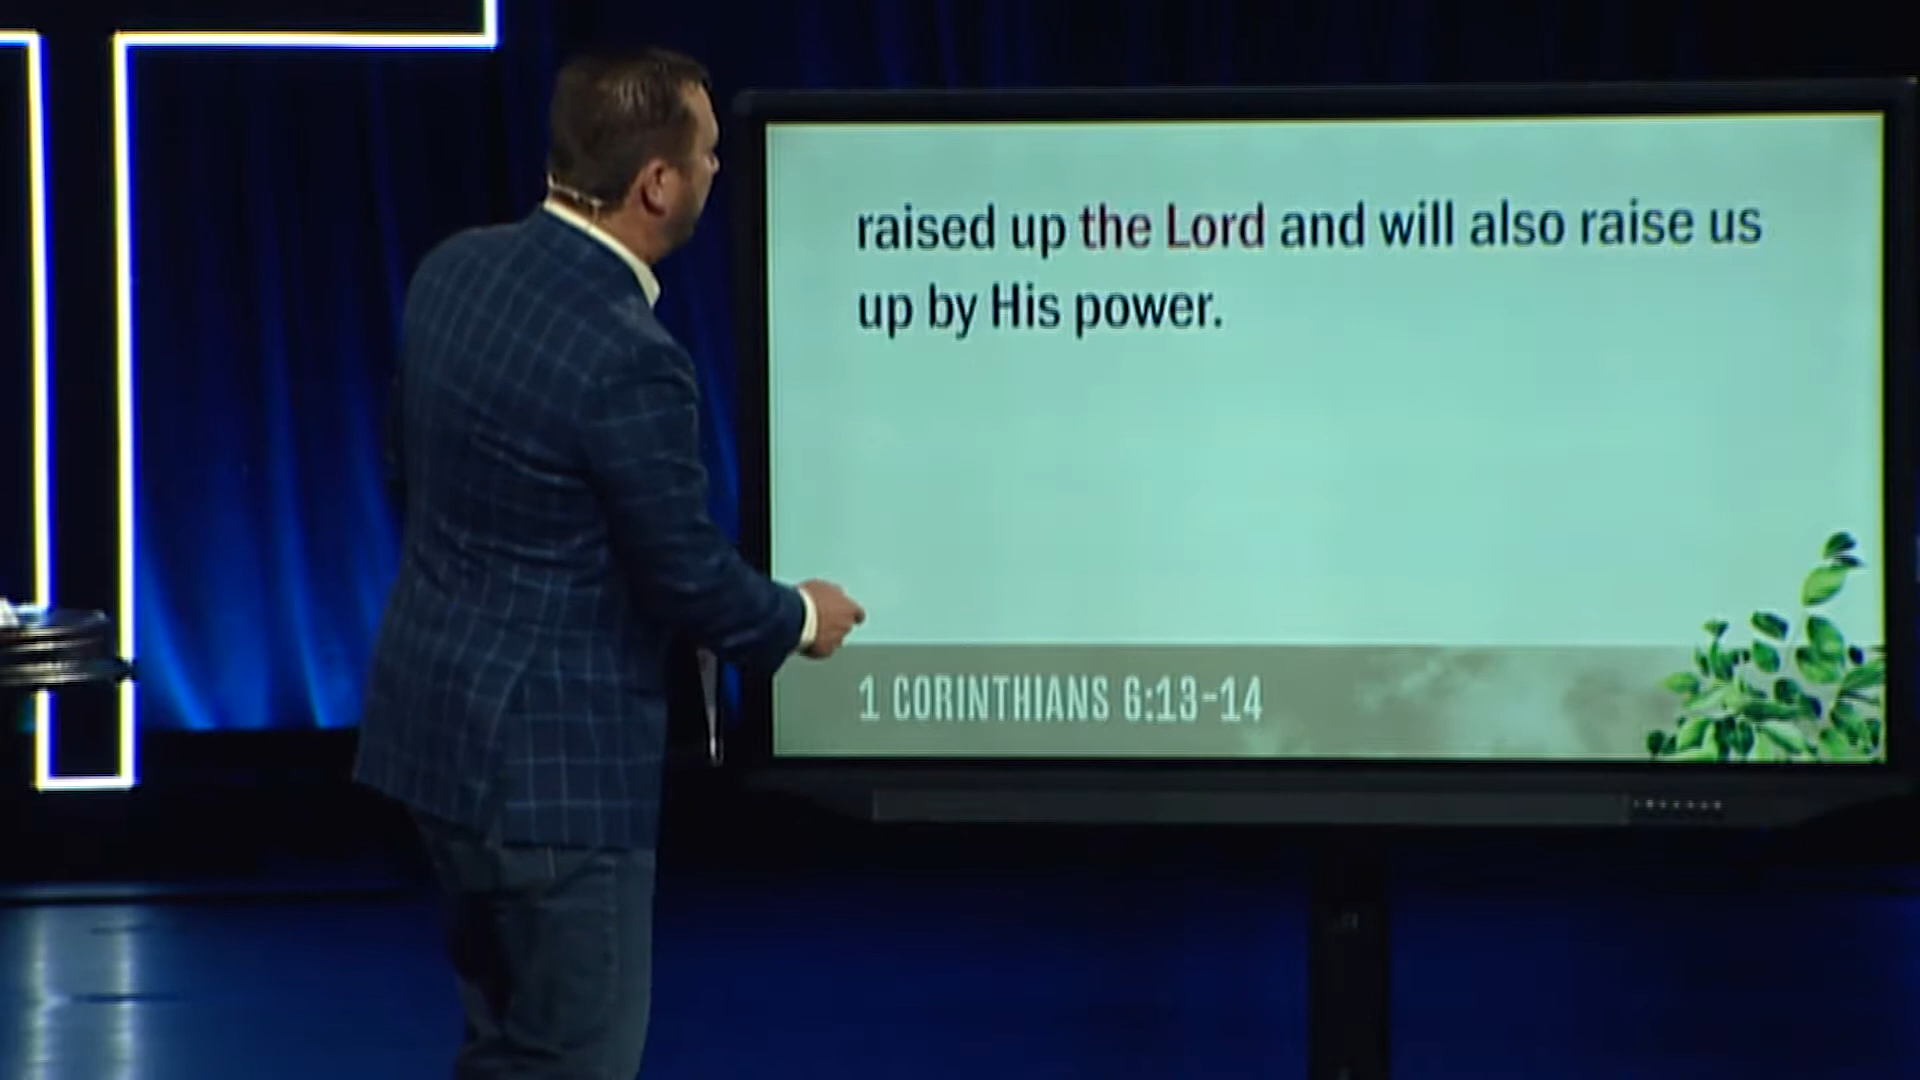 raised up the Lord and will also raise us
up by His power.
1 CORINTHIANS 6:13-14